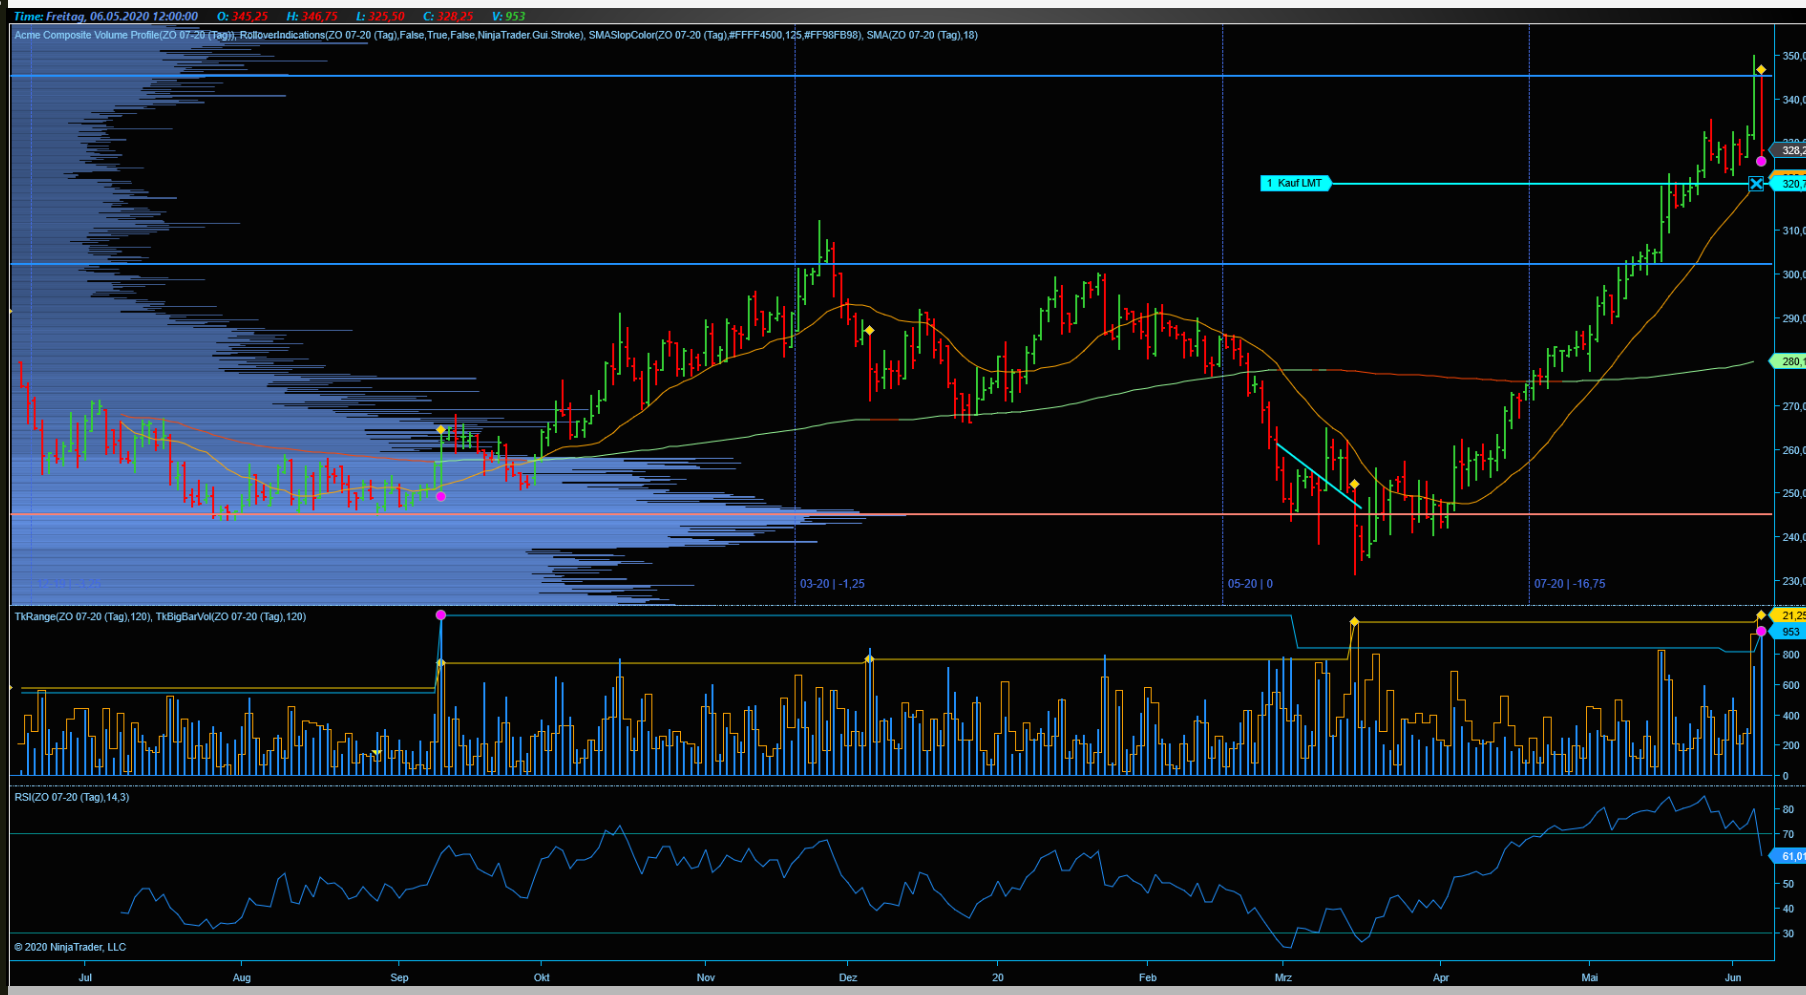 Time: Freitag, 06.05.2020 12:00:00 O: 345,25 H: 346,75 L: 325,50 C: 328,25 V: 953
Acme Composite Volume Profile(ZO 07-20 (Tag)), RolloverIndications(ZO 07-20 (Tag),False,True,False,NinjaTrader.Gui.Stroke), SMASlopColor(ZO 07-20 (Tag),#FFFF4500,125,#FF98FB98), SMA(ZO 07-20 (Tag),18)
350,0
340,0
328,2
1 Kauf LMT
320,7
310,0
300,0
290,0
280,1
270,0
260,0
250,0
240,0
230,0
03-20 | -1,25
05-20 | 0
07-20 | -16,75
TkRange(ZO 07-20 (Tag),120), TkBigBarVol(ZO 07-20 (Tag),120)
21,25
953
800
600
400
200
0
RSI(ZO 07-20 (Tag),14,3)
80
70
61,01
50
40
30
© 2020 NinjaTrader, LLC
Jul Aug Sep Okt Nov Dez 20 Feb Mrz Apr Mai Jun